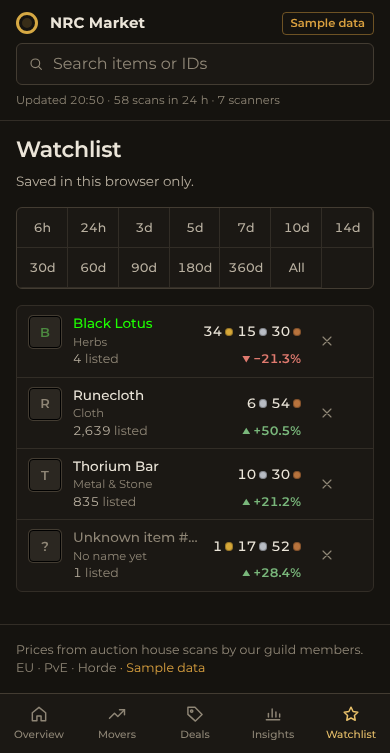 NRC Market
Sample data
Search items or IDs
Updated 20:50 · 58 scans in 24 h · 7 scanners
Watchlist
Saved in this browser only.
6h 24h 3d 5d 7d 10d 14d
30d 60d 90d 180d 360d All
B Black Lotus 34 15 30
Herbs
4 listed ▼ −21.3%
R Runecloth 6 54
Cloth
2,639 listed ▲ +50.5%
T Thorium Bar 10 30
Metal & Stone
835 listed ▲ +21.2%
? Unknown item #... 1 17 52
No name yet
1 listed ▲ +28.4%
Prices from auction house scans by our guild members.
EU · PvE · Horde · Sample data
Overview Movers Deals Insights Watchlist